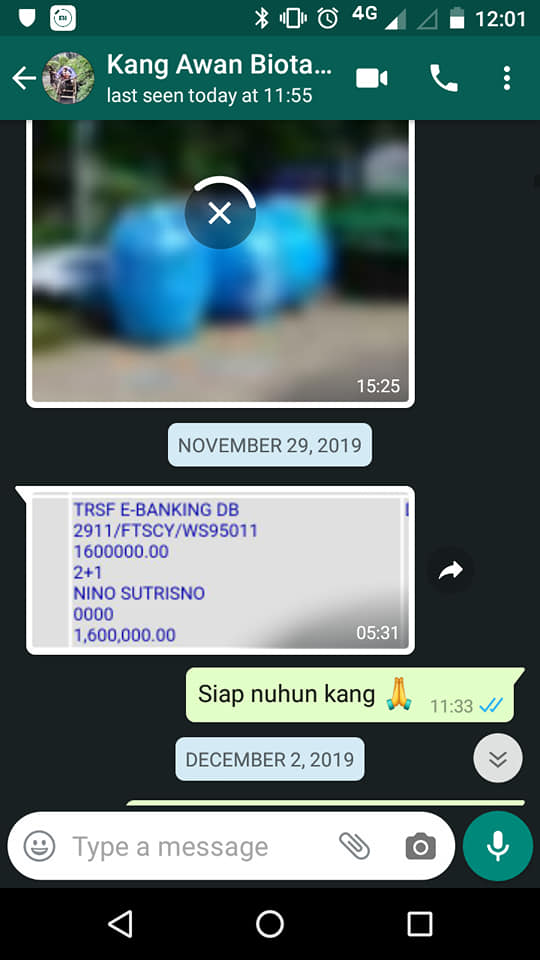 4G
12:01
Kang Awan Biota...
last seen today at 11:55
15:25
NOVEMBER 29, 2019
TRSF E-BANKING DB
2911/FTSCY/WS95011
1600000.00
2+1
NINO SUTRISNO
0000
1,600,000.00
05:31
Siap nuhun kang 🙏
11:33
DECEMBER 2, 2019
Type a message